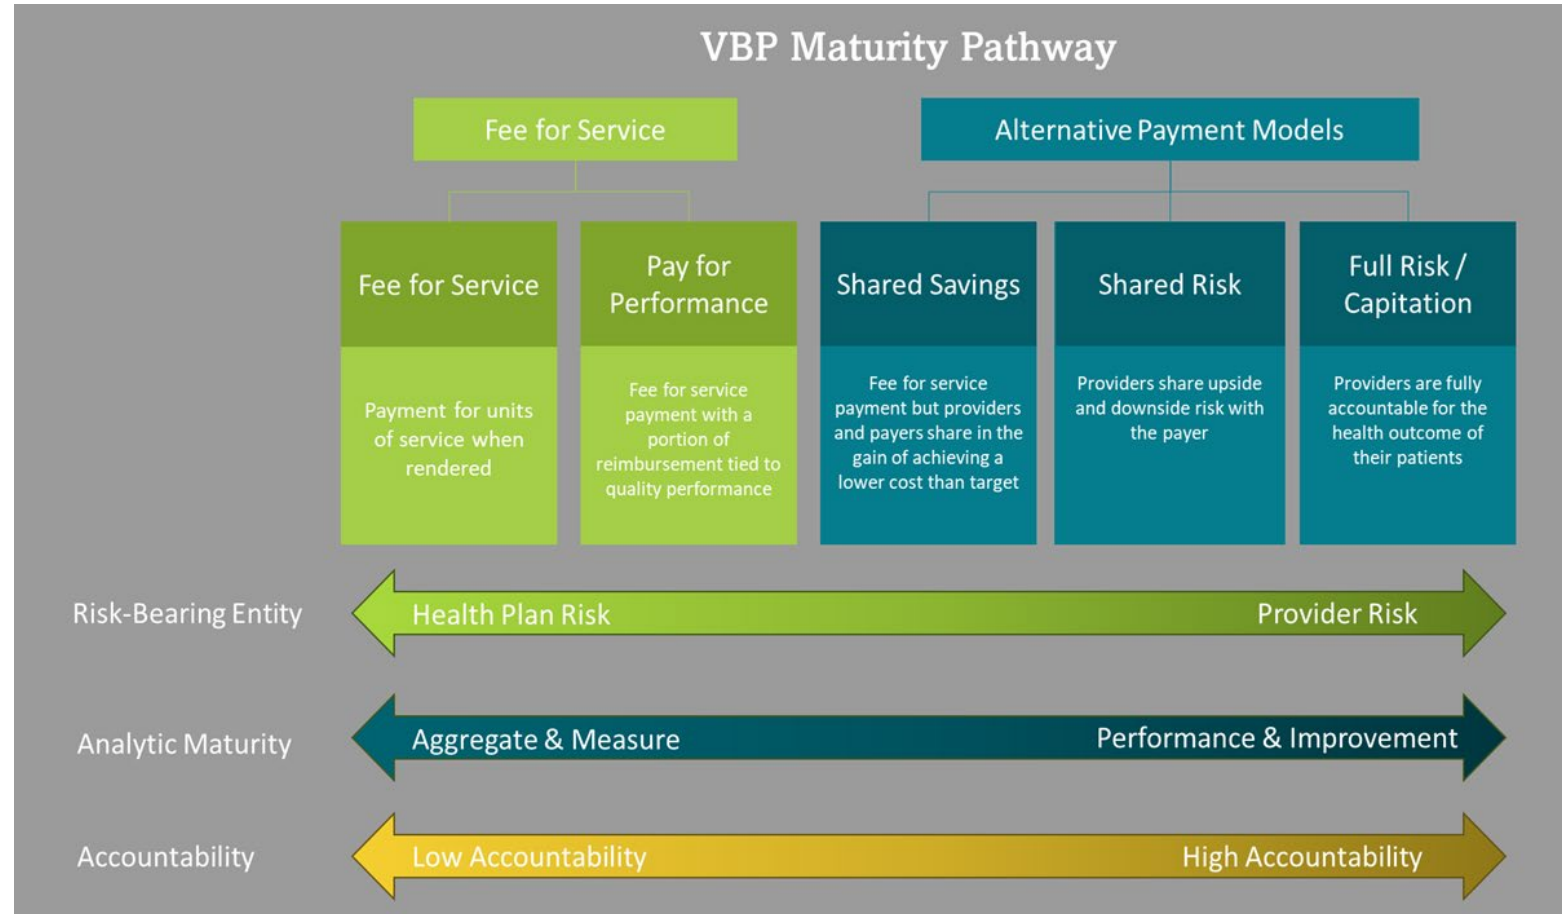 VBP Maturity Pathway
Fee for Service
Alternative Payment Models
Fee for Service
Payment for units
of service when
rendered
Pay for
Performance
Fee for service
payment with a
portion of
reimbursement tied to
quality performance
Shared Savings
Fee for service
payment but providers
and payers share in the
gain of achieving a
lower cost than target
Shared Risk
Providers share upside
and downside risk with
the payer
Full Risk /
Capitation
Providers are fully
accountable for the
health outcome of
their patients
Risk-Bearing Entity
Health Plan Risk
Provider Risk
Analytic Maturity
Aggregate & Measure
Performance & Improvement
Accountability
Low Accountability
High Accountability